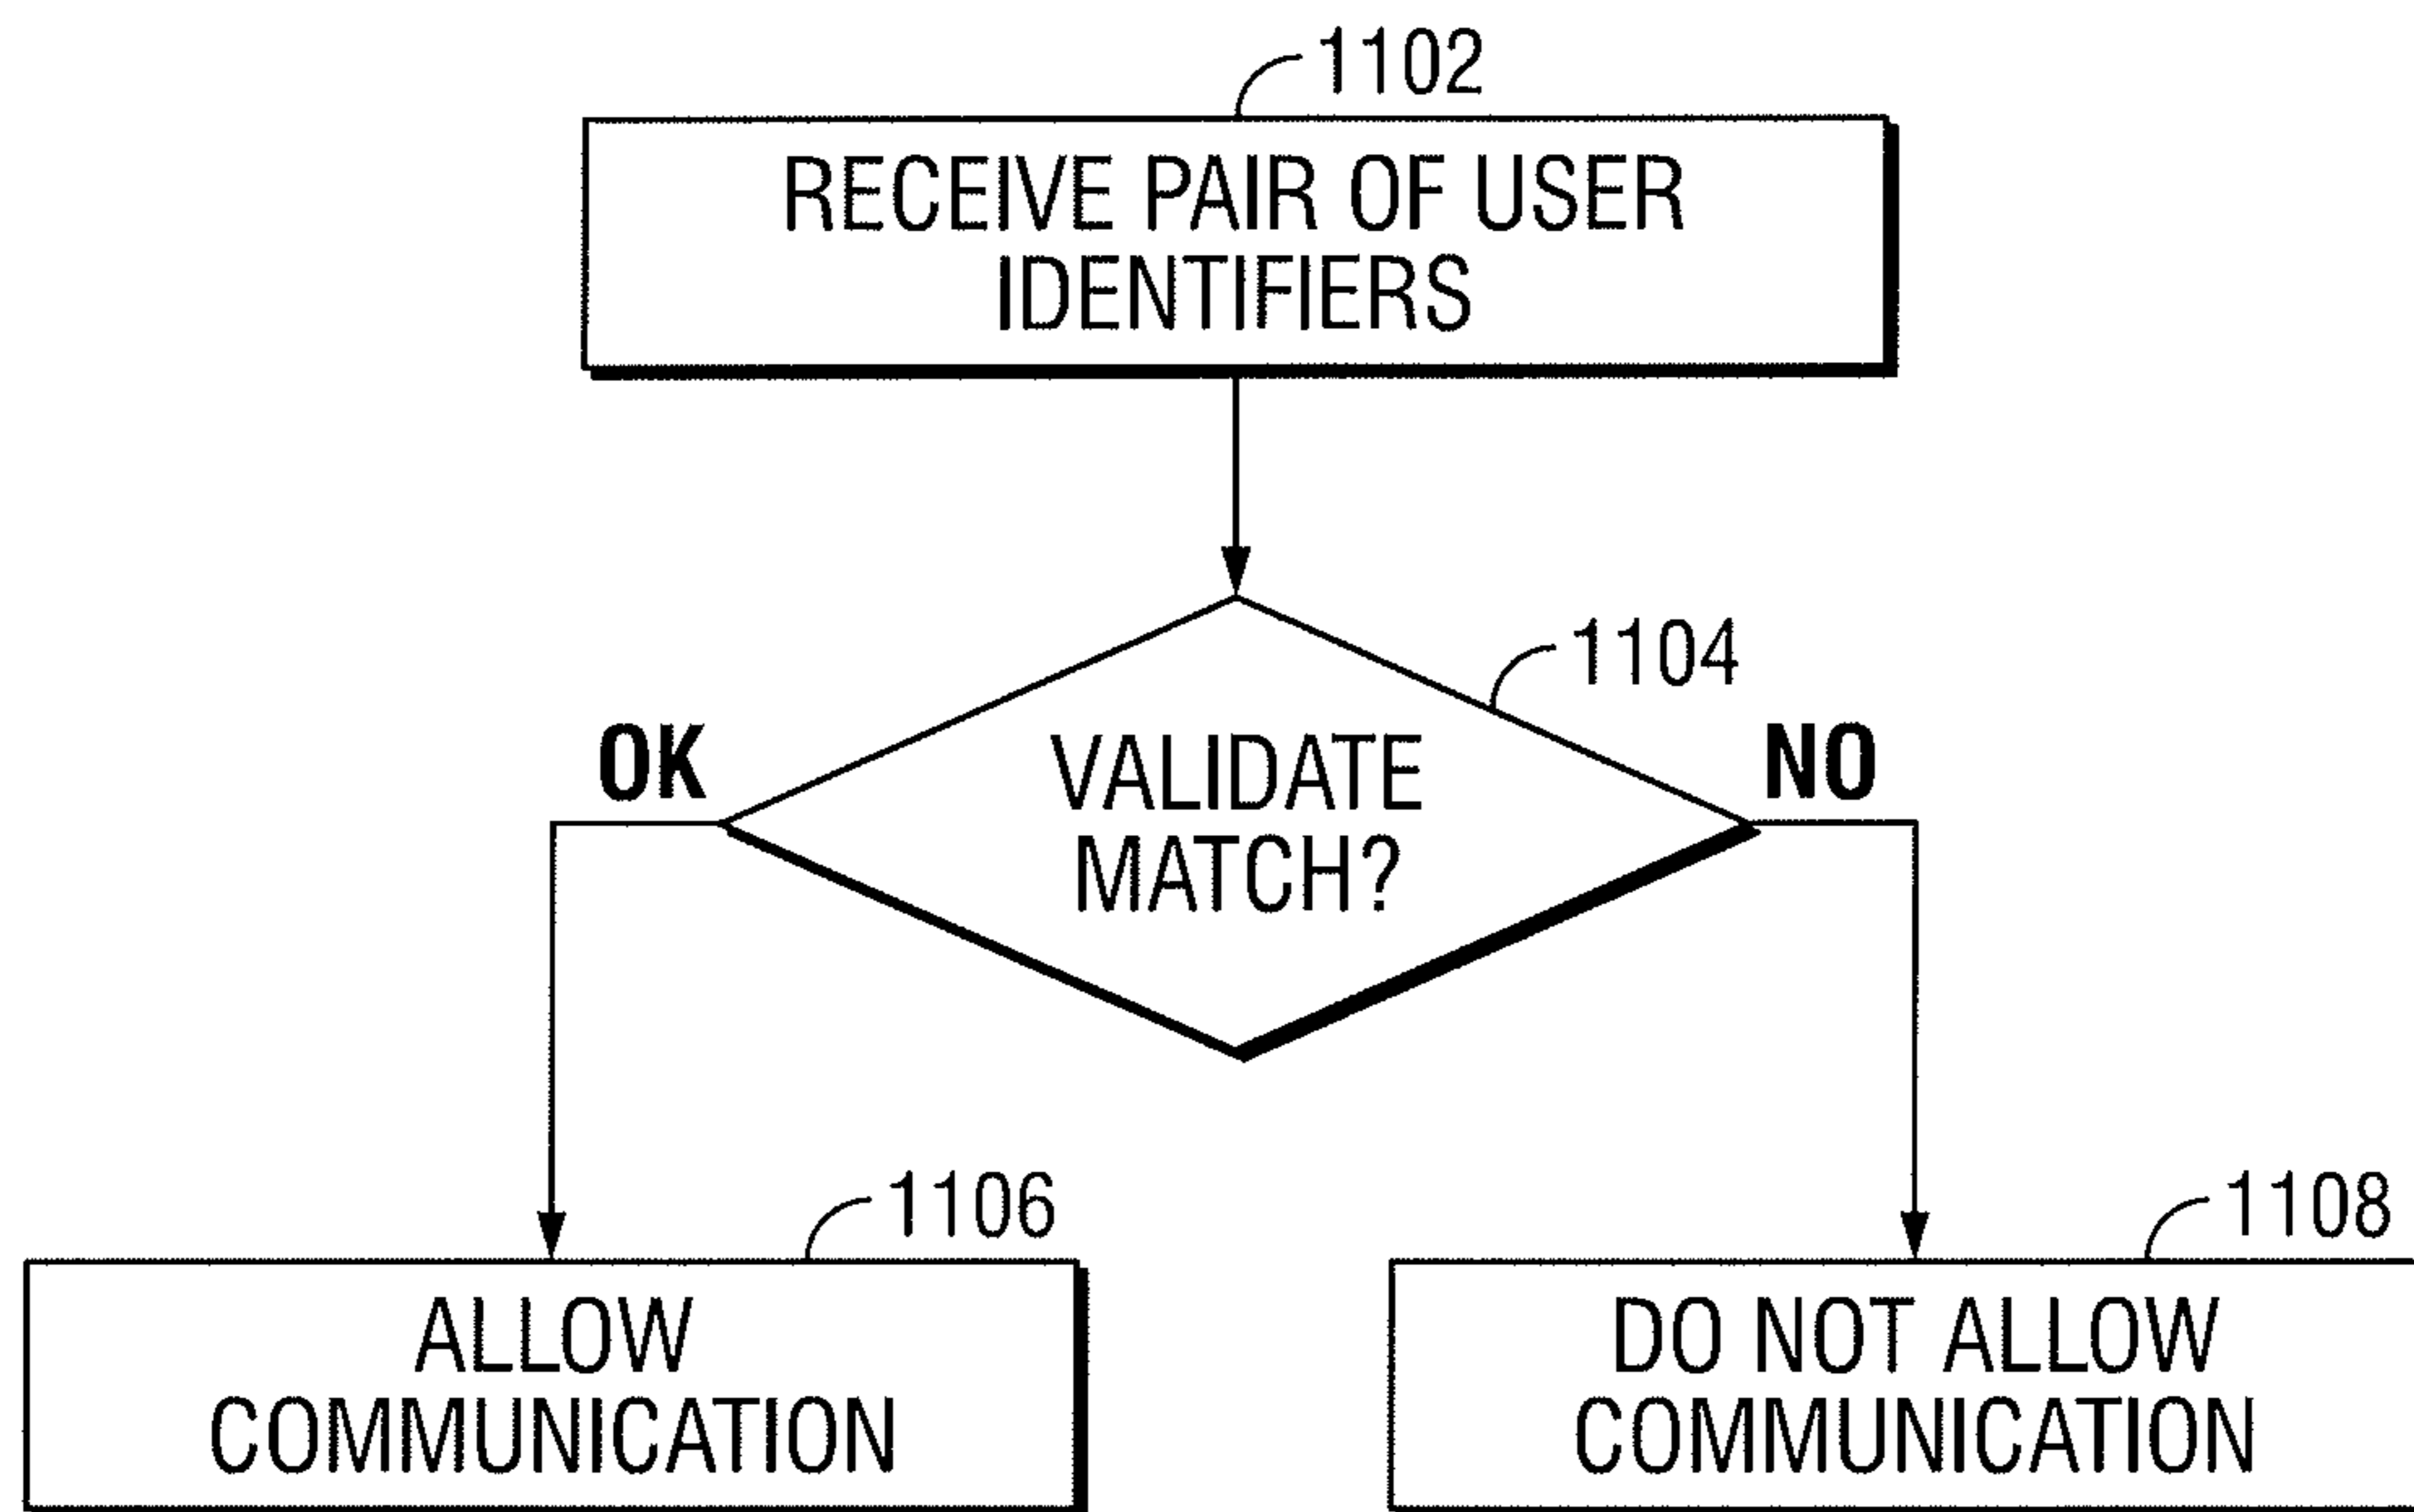 1102
RECEIVE PAIR OF USER
IDENTIFIERS
1104
OK
NO
VALIDATE
MATCH?
1106
1108
ALLOW
COMMUNICATION
DO NOT ALLOW
COMMUNICATION